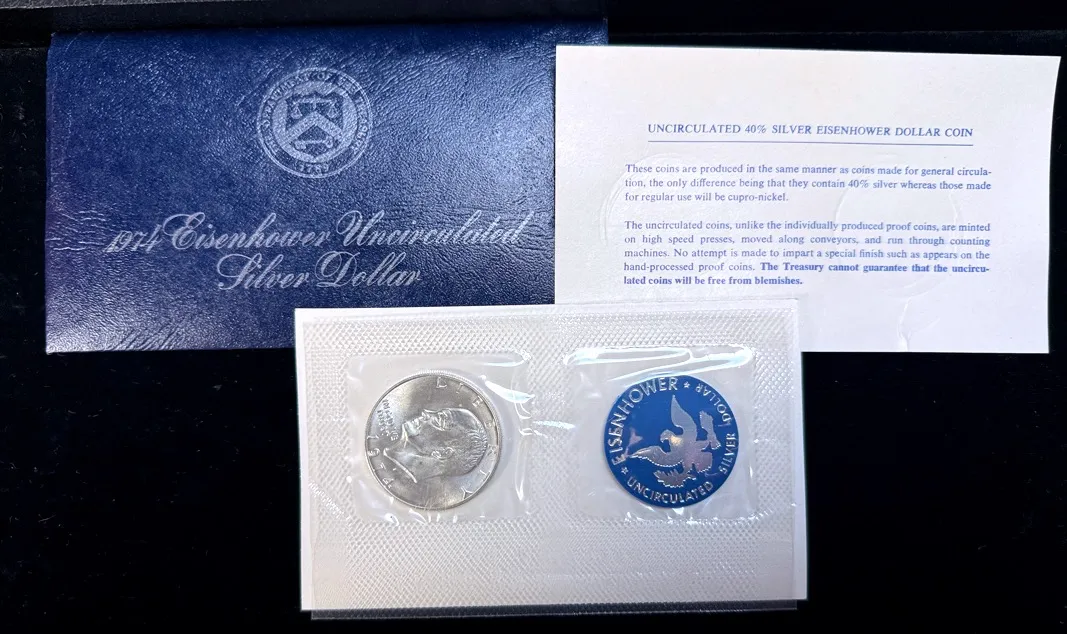 1974 Eisenhower Uncirculated
Silver Dollar
UNCIRCULATED 40% SILVER EISENHOWER DOLLAR COIN
These coins are produced in the same manner as coins made for general circula-
tion, the only difference being that they contain 40% silver whereas those made
for regular use will be cupro-nickel.
The uncirculated coins, unlike the individually produced proof coins, are minted
on high speed presses, moved along conveyors, and run through counting
machines. No attempt is made to impart a special finish such as appears on the
hand-processed proof coins. The Treasury cannot guarantee that the uncircu-
lated coins will be free from blemishes.
LIBERTY
EISENHOWER ★ DOLLAR
★ UNCIRCULATED SILVER